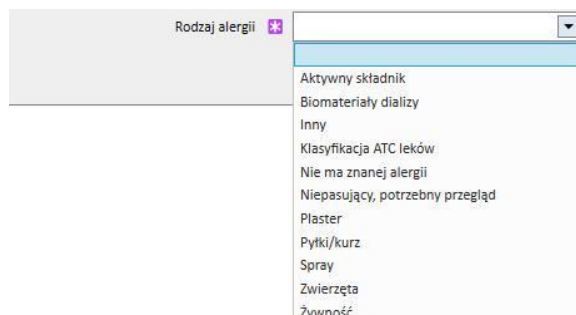 Rodzaj alergii
Aktywny składnik
Biomateriały dializy
Inny
Klasyfikacja ATC leków
Nie ma znanej alergii
Niepasujący, potrzebny przegląd
Plaster
Pyłki/kurz
Spray
Zwierzęta
Żywność